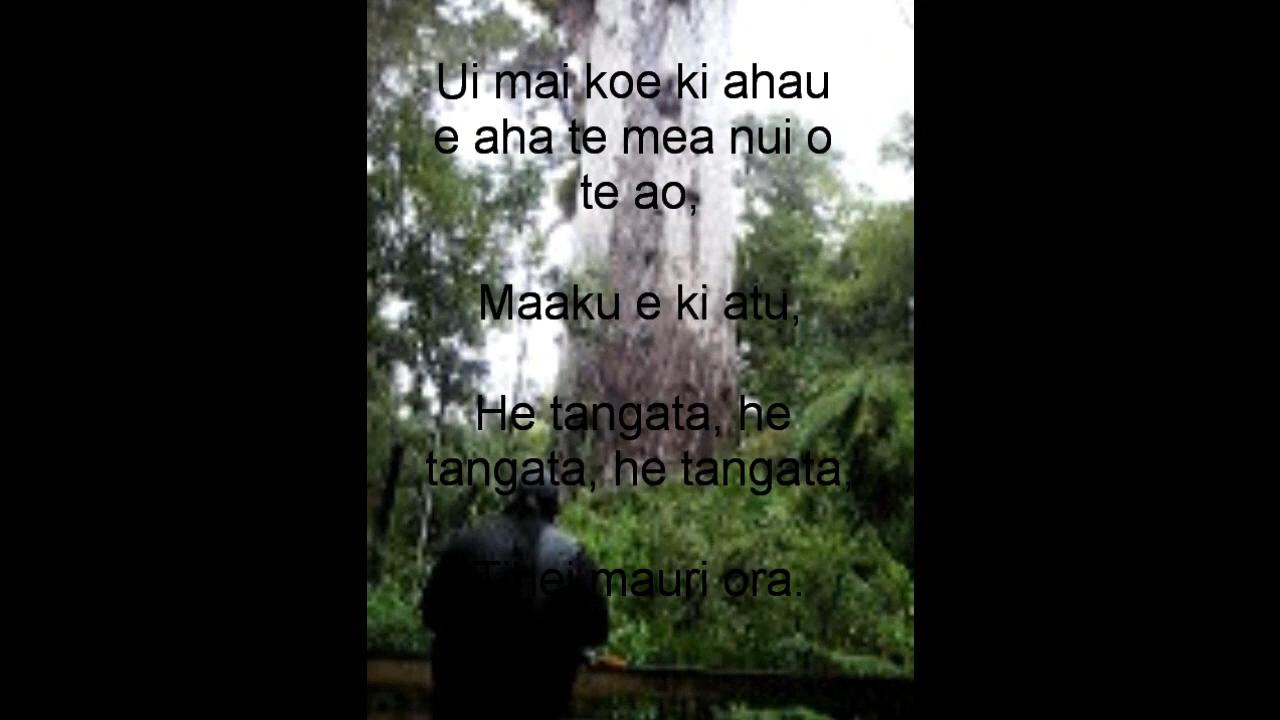 Ui mai koe ki ahau
e aha te mea nui o
te ao,
Maaku e ki atu,
He tangata, he
tangata, he tangata,
Tihei mauri ora.